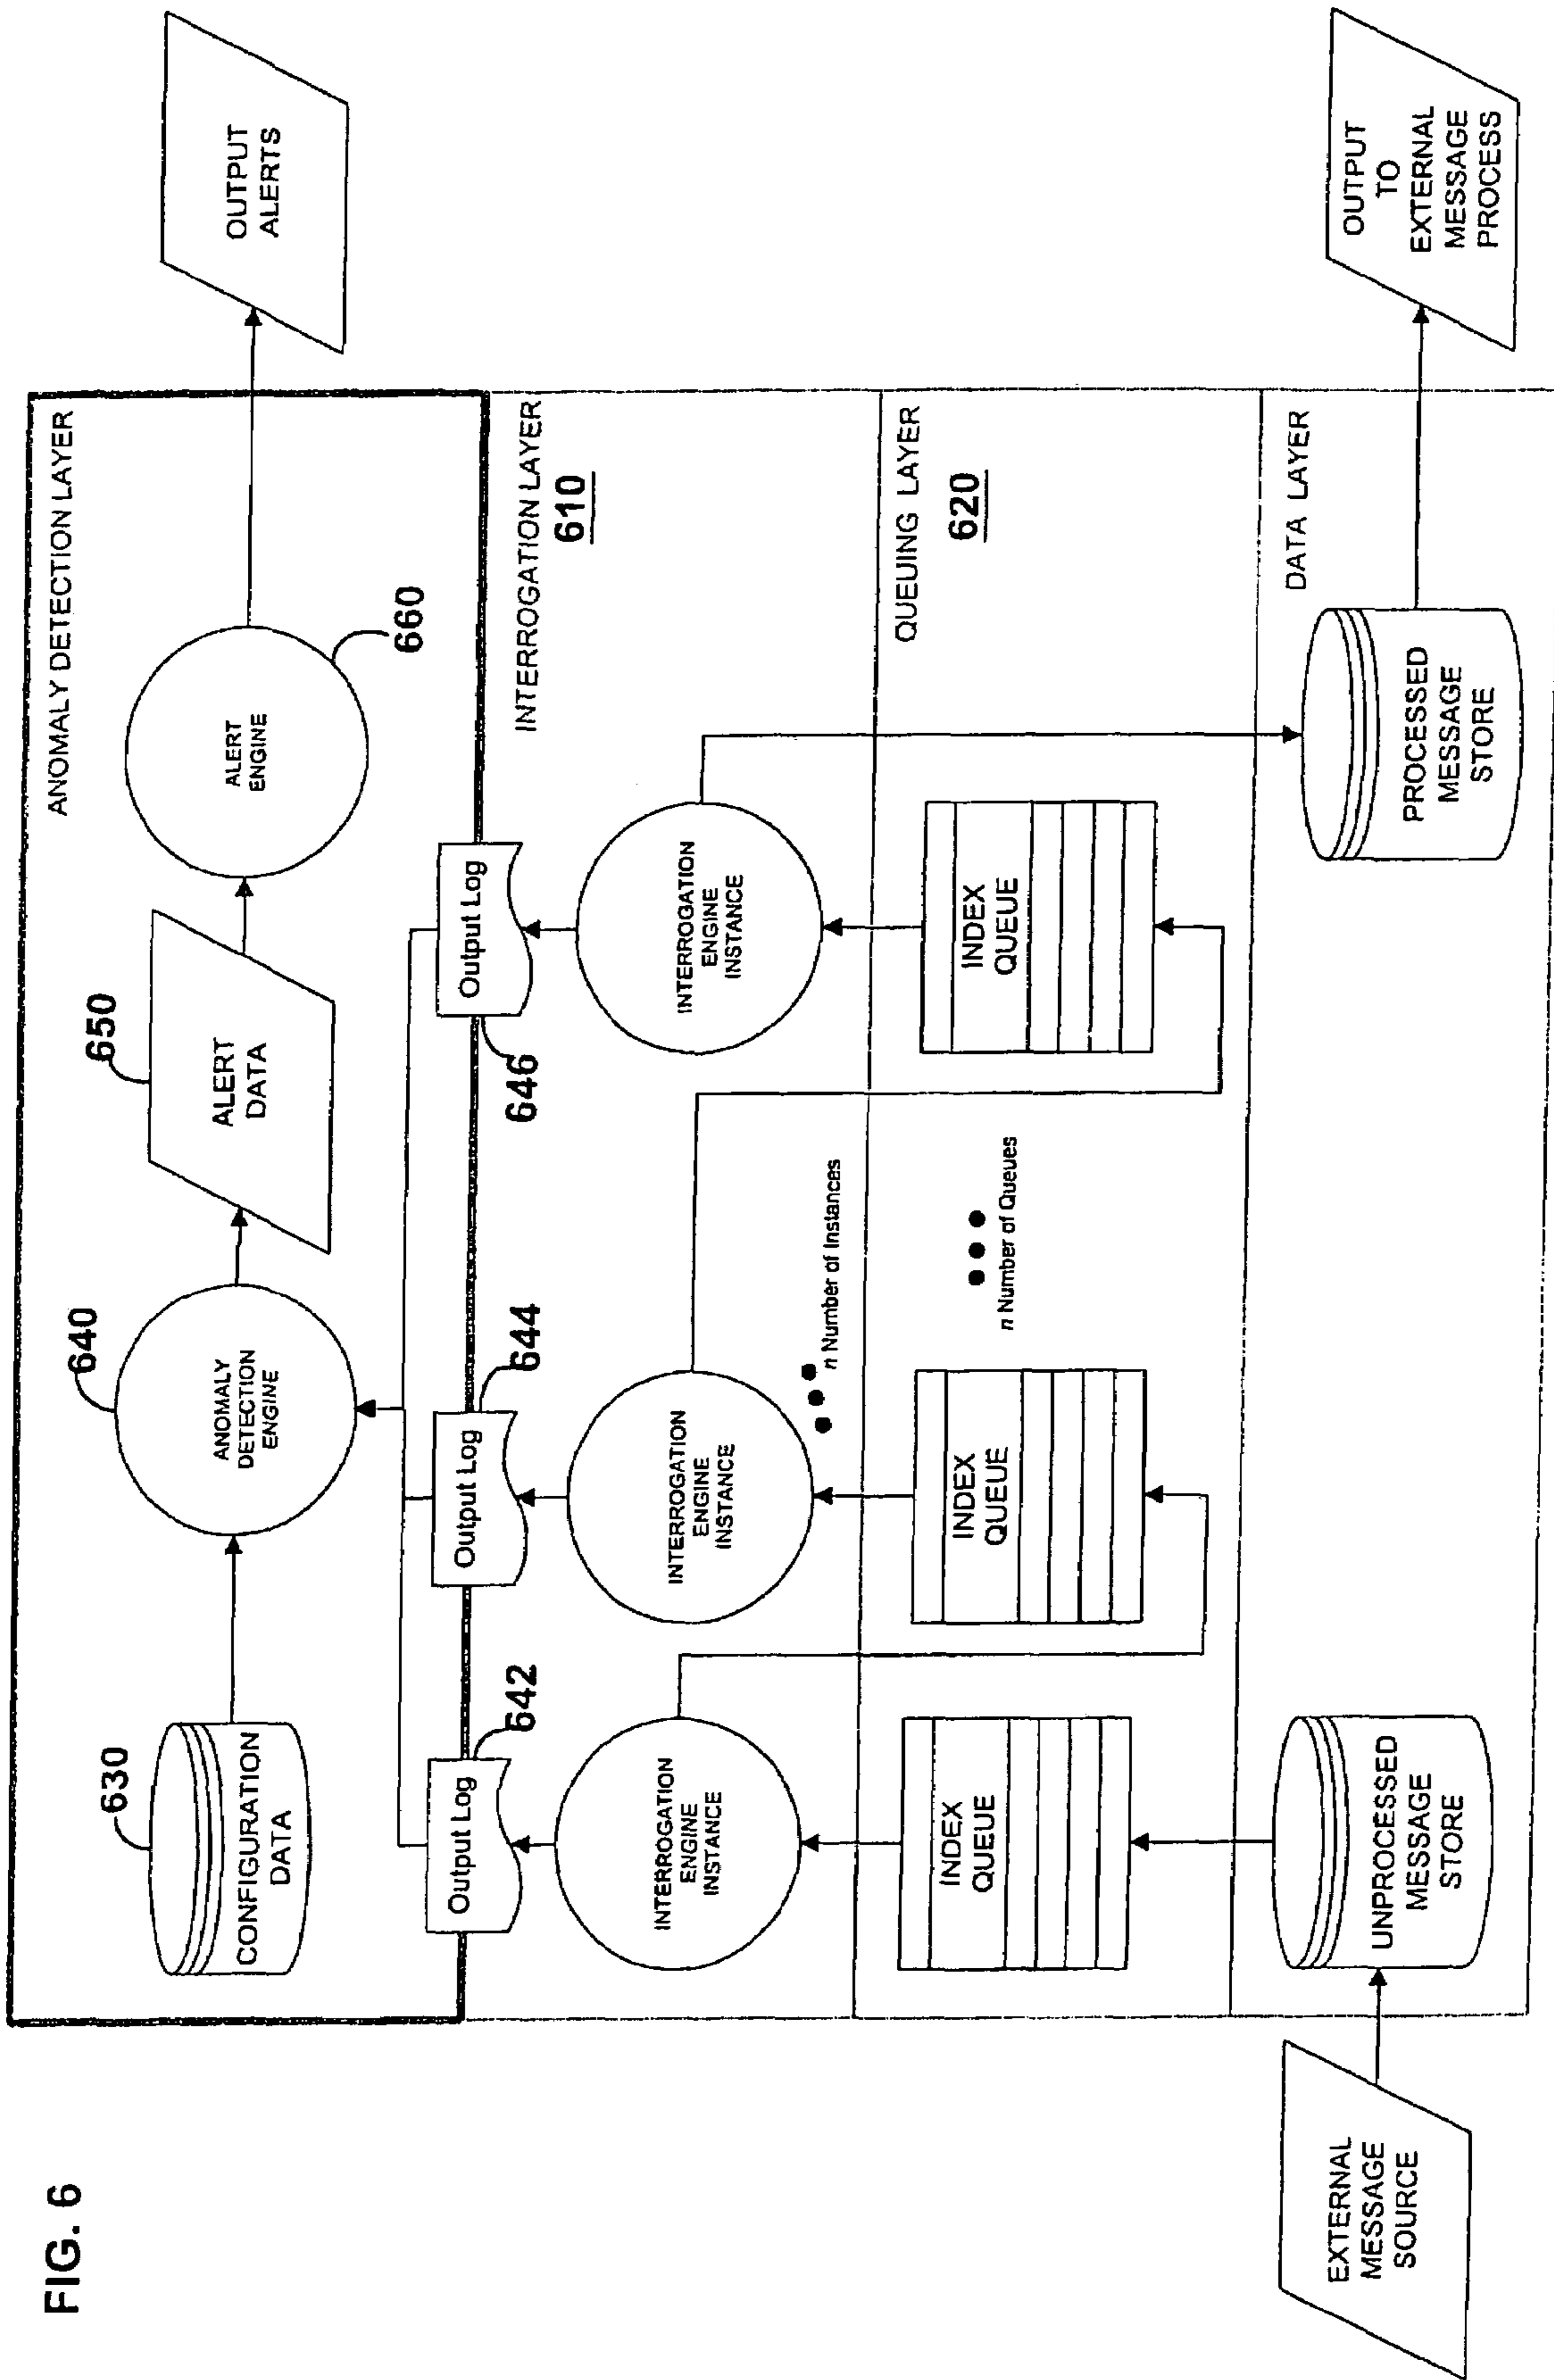 FIG. 6
ANOMALY DETECTION LAYER
630
CONFIGURATION
DATA
640
ANOMALY
DETECTION
ENGINE
650
ALERT
DATA
ALERT
ENGINE
660
OUTPUT
ALERTS
Output Log
642
Output Log
644
Output Log
646
INTERROGATION LAYER
610
INTERROGATION
ENGINE
INSTANCE
INTERROGATION
ENGINE
INSTANCE
n Number of Instances
INTERROGATION
ENGINE
INSTANCE
QUEUING LAYER
620
INDEX
QUEUE
INDEX
QUEUE
n Number of Queues
INDEX
QUEUE
DATA LAYER
EXTERNAL
MESSAGE
SOURCE
UNPROCESSED
MESSAGE
STORE
PROCESSED
MESSAGE
STORE
OUTPUT
TO
EXTERNAL
MESSAGE
PROCESS